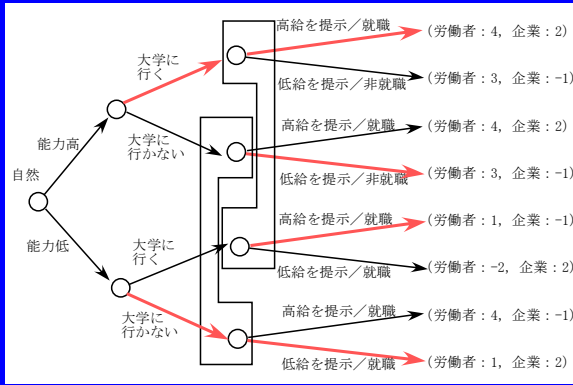 高給を提示／就職
(労働者：4, 企業：2)
大学に
行く
低給を提示／非就職
(労働者：3, 企業：-1)
能力高
大学に
行かない
高給を提示／就職
(労働者：4, 企業：2)
自然
低給を提示／非就職
(労働者：3, 企業：-1)
能力低
大学に
行く
高給を提示／就職
(労働者：1, 企業：-1)
低給を提示／就職
(労働者：-2, 企業：2)
大学に
行かない
高給を提示／就職
(労働者：4, 企業：-1)
低給を提示／就職
(労働者：1, 企業：2)